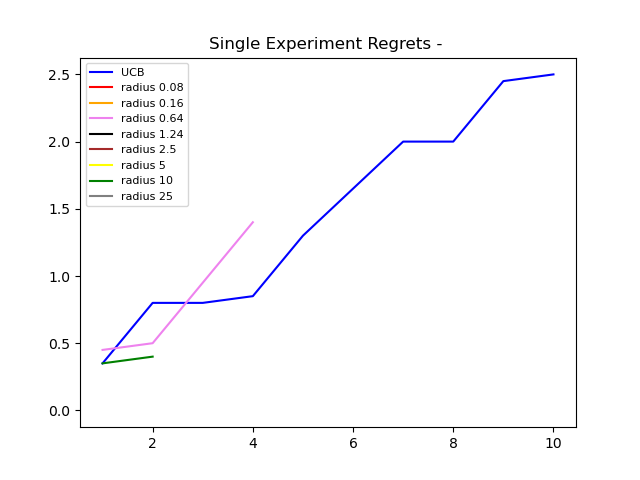 Single Experiment Regrets -
2.5
2.0
1.5
1.0
0.5
0.0
UCB
radius 0.08
radius 0.16
radius 0.64
radius 1.24
radius 2.5
radius 5
radius 10
radius 25
2 4 6 8 10